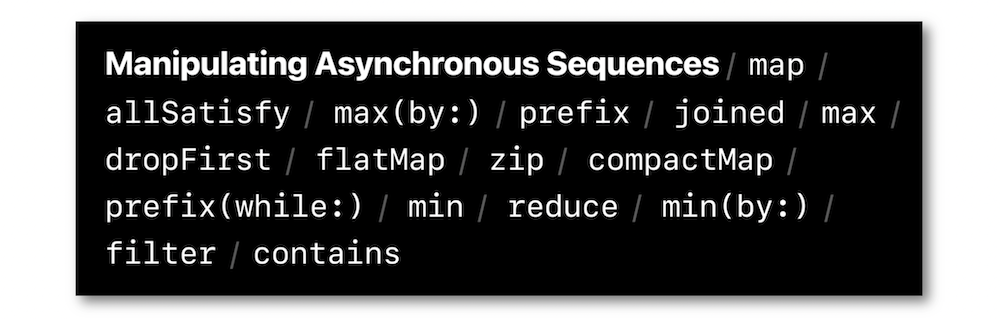 Manipulating Asynchronous Sequences / map /
allSatisfy / max(by:) / prefix / joined / max /
dropFirst / flatMap / zip / compactMap /
prefix(while:) / min / reduce / min(by:) /
filter / contains